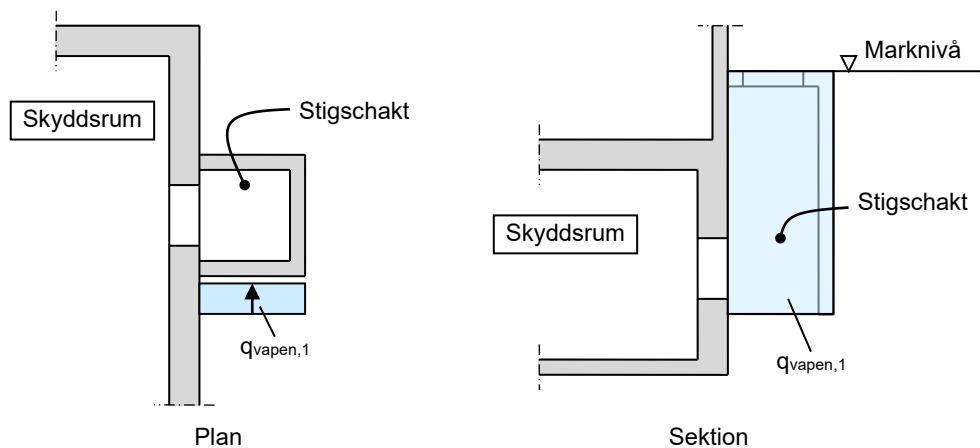 Skyddsrum
Stigschakt
qvapen,1
Plan
Marknivå
Skyddsrum
Stigschakt
qvapen,1
Sektion